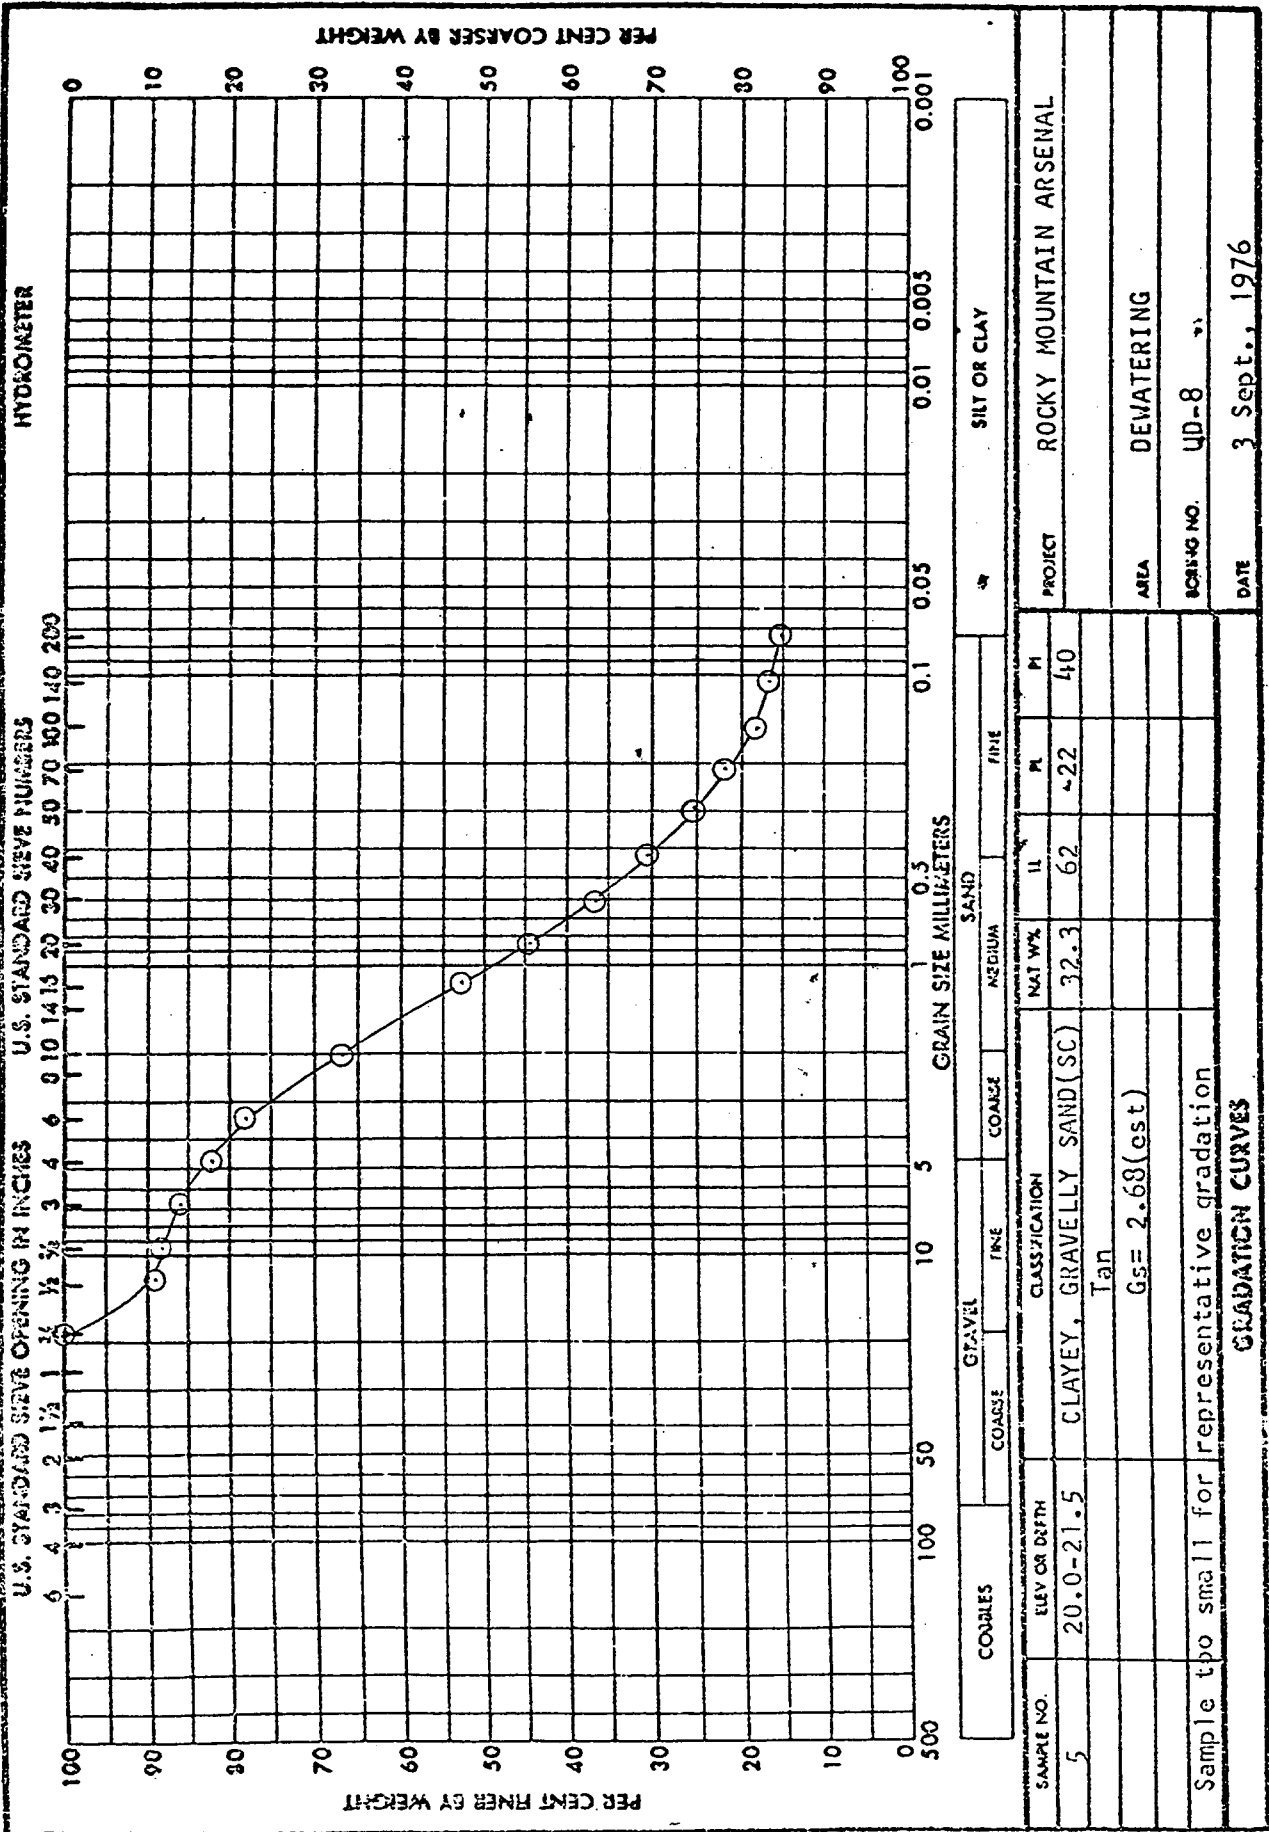 U.S. STANDARD SIEVE OPENING IN INCHES
U.S. STANDARD SIEVE NUMBERS
HYDROMETER
6 4 3 2 1½ 1 ¾ ½ ⅜ 3 4 6 8 10 14 16 20 30 40 50 70 100 140 200
PER CENT FINER BY WEIGHT
100
90
80
70
60
50
40
30
20
10
0
PER CENT COARSER BY WEIGHT
0
10
20
30
40
50
60
70
80
90
100
500 100 50 10 5 1 0.5 0.1 0.05 0.01 0.005 0.001
GRAIN SIZE MILLIMETERS
COBBLES
GRAVEL
COARSE
FINE
SAND
COARSE
MEDIUM
FINE
SILT OR CLAY
SAMPLE NO. ELEV OR DEPTH CLASSIFICATION NAT W% LL PL PI
5 20.0-21.5 CLAYEY, GRAVELLY SAND(SC) 32.3 62 22 40
Tan
Gs= 2.68(est)
Sample too small for representative gradation
PROJECT ROCKY MOUNTAIN ARSENAL
AREA DEWATERING
BORING NO. UD-8
DATE 3 Sept., 1976
GRADATION CURVES